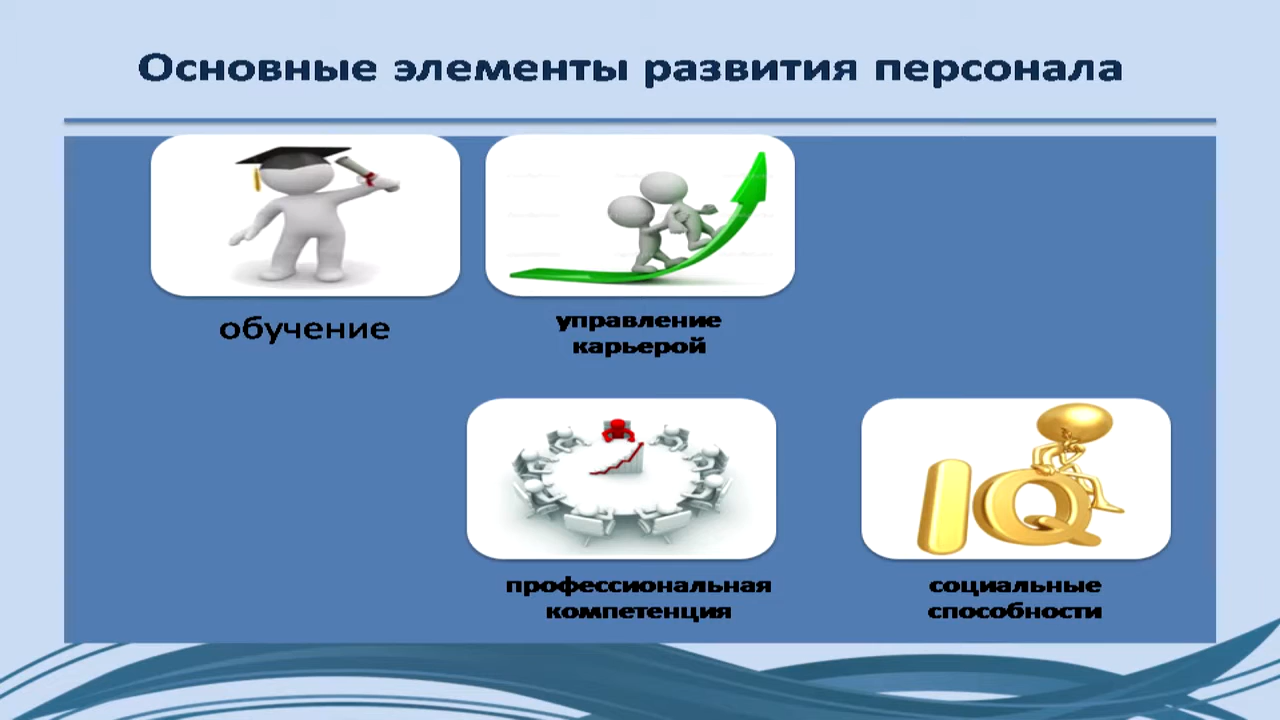 Основные элементы развития персонала
обучение
управление
карьерой
IQ
профессиональная
компетенция
социальные
способности